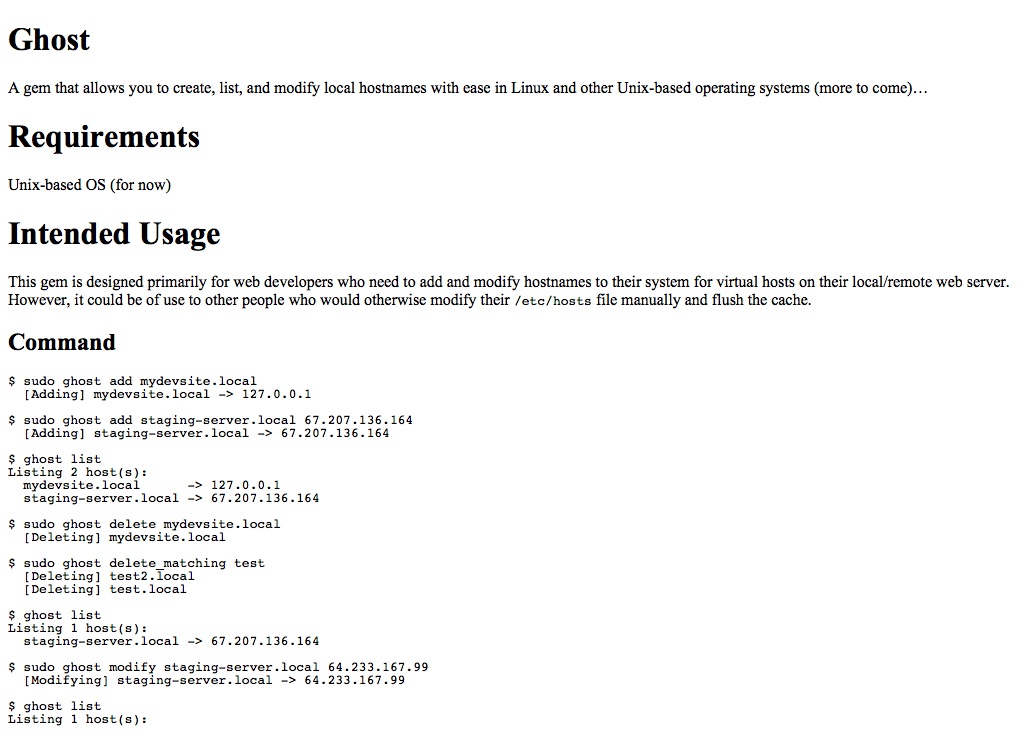 Ghost
A gem that allows you to create, list, and modify local hostnames with ease in Linux and other Unix-based operating systems (more to come)…
Requirements
Unix-based OS (for now)
Intended Usage
This gem is designed primarily for web developers who need to add and modify hostnames to their system for virtual hosts on their local/remote web server.
However, it could be of use to other people who would otherwise modify their /etc/hosts file manually and flush the cache.
Command
$ sudo ghost add mydevsite.local
  [Adding] mydevsite.local -> 127.0.0.1
$ sudo ghost add staging-server.local 67.207.136.164
  [Adding] staging-server.local -> 67.207.136.164
$ ghost list
Listing 2 host(s):
  mydevsite.local      -> 127.0.0.1
  staging-server.local -> 67.207.136.164
$ sudo ghost delete mydevsite.local
  [Deleting] mydevsite.local
$ sudo ghost delete_matching test
  [Deleting] test2.local
  [Deleting] test.local
$ ghost list
Listing 1 host(s):
  staging-server.local -> 67.207.136.164
$ sudo ghost modify staging-server.local 64.233.167.99
  [Modifying] staging-server.local -> 64.233.167.99
$ ghost list
Listing 1 host(s):